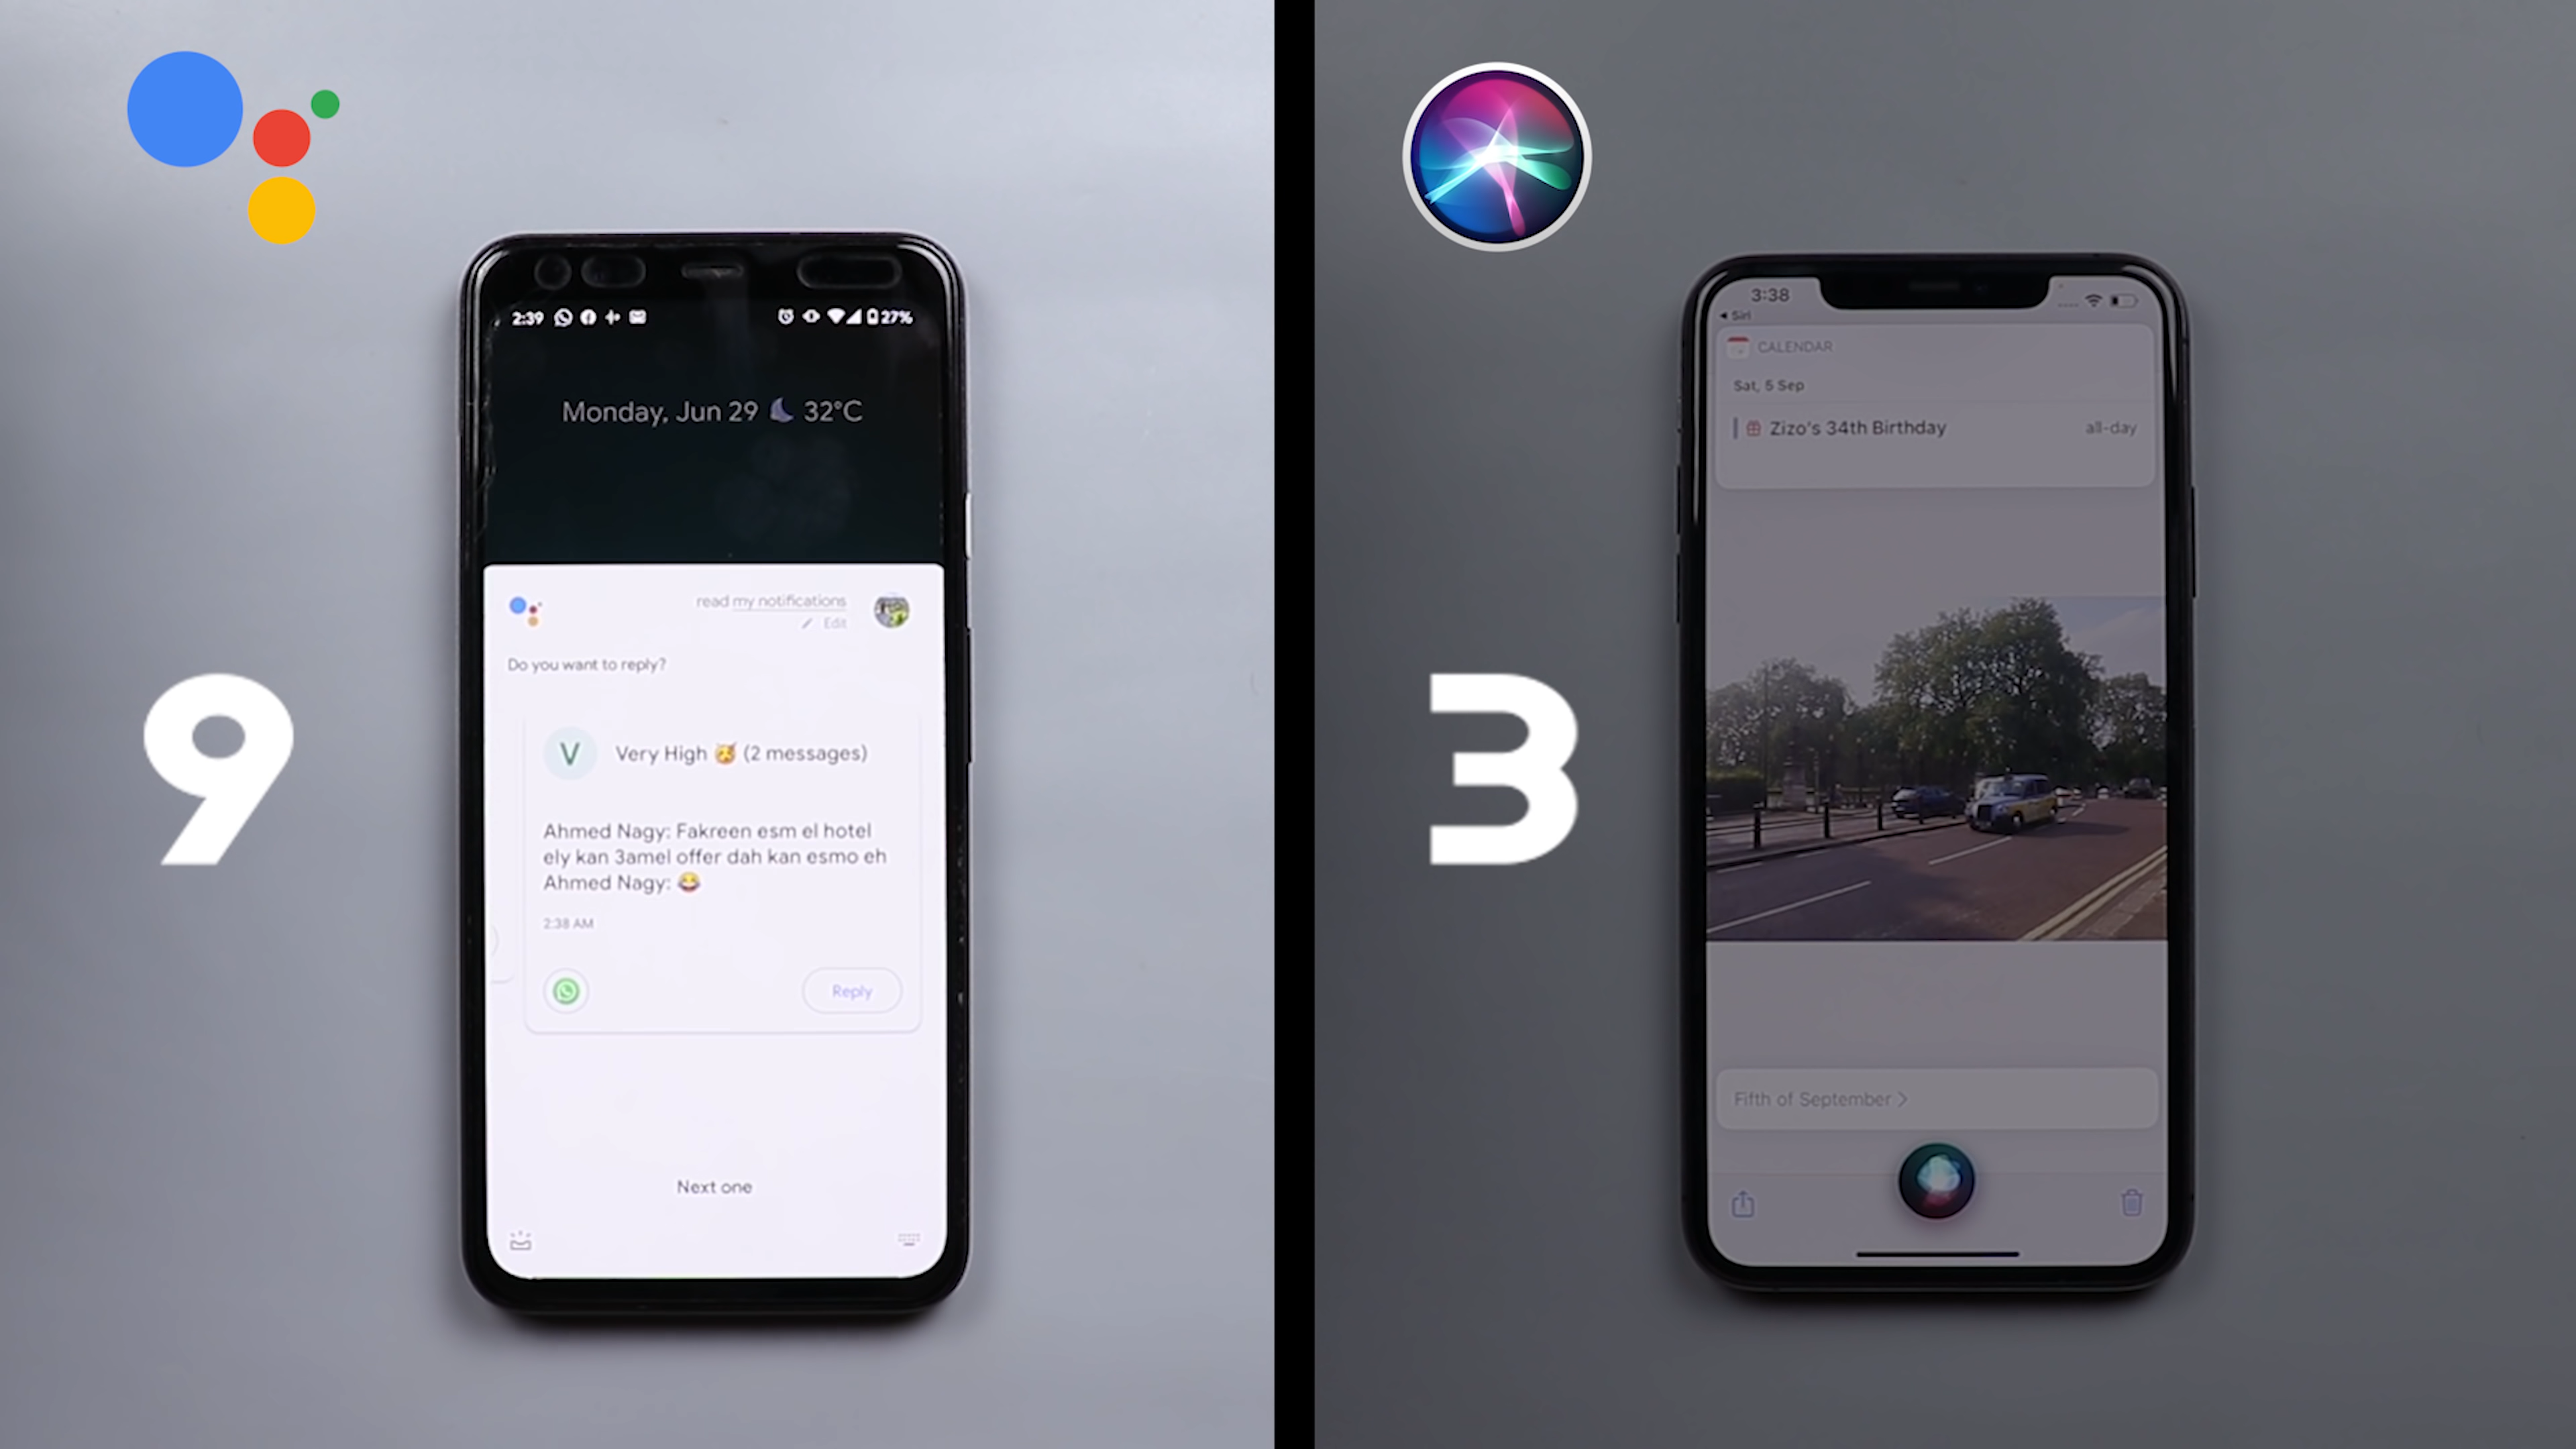 9
2:39
27%
Monday, Jun 29 32°C
read my notifications
Edit
Do you want to reply?
V
Very High 🥳 (2 messages)
Ahmed Nagy: Fakreen esm el hotel
ely kan 3amel offer dah kan esmo eh
Ahmed Nagy: 😂
2:38 AM
Reply
Next one
3
3:38
Siri
CALENDAR
Sat, 5 Sep
Zizo's 34th Birthday
all-day
Fifth of September >